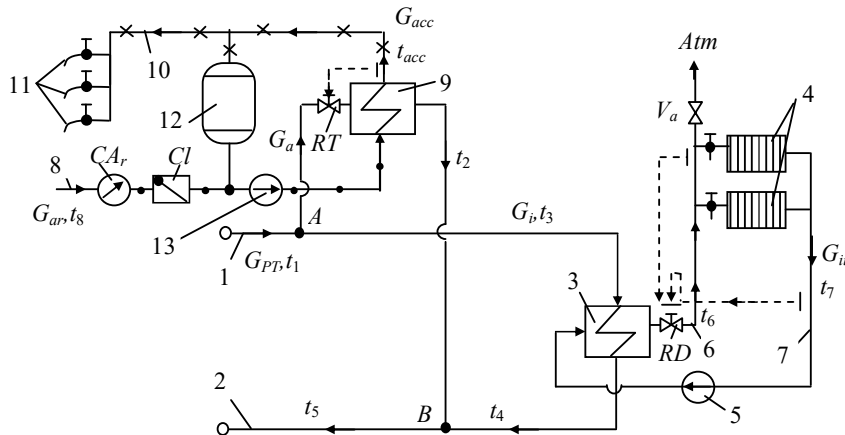 G_acc
Atm
10
t_acc
11
9
4
12
V_a
G_a
RT
CA_r
Cl
t_2
8
A
G_i, t_3
G_ar, t_8
13
1
G_PT, t_1
G_i
3
t_7
t_6
RD
6
7
2
t_5
B
t_4
5